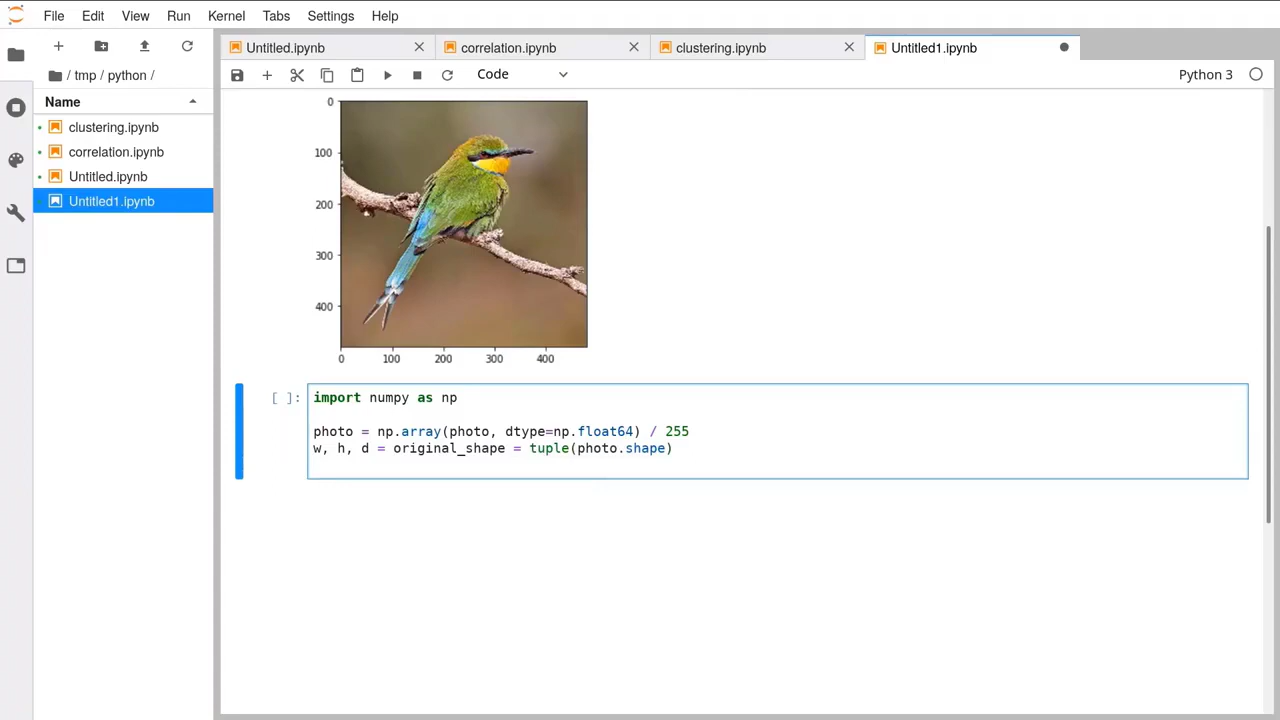 File Edit View Run Kernel Tabs Settings Help
Untitled.ipynb correlation.ipynb clustering.ipynb Untitled1.ipynb
/ tmp / python /
Code
Python 3
Name
clustering.ipynb
correlation.ipynb
Untitled.ipynb
Untitled1.ipynb
0
100
200
300
400
0 100 200 300 400
[ ]:
import numpy as np
photo = np.array(photo, dtype=np.float64) / 255
w, h, d = original_shape = tuple(photo.shape)